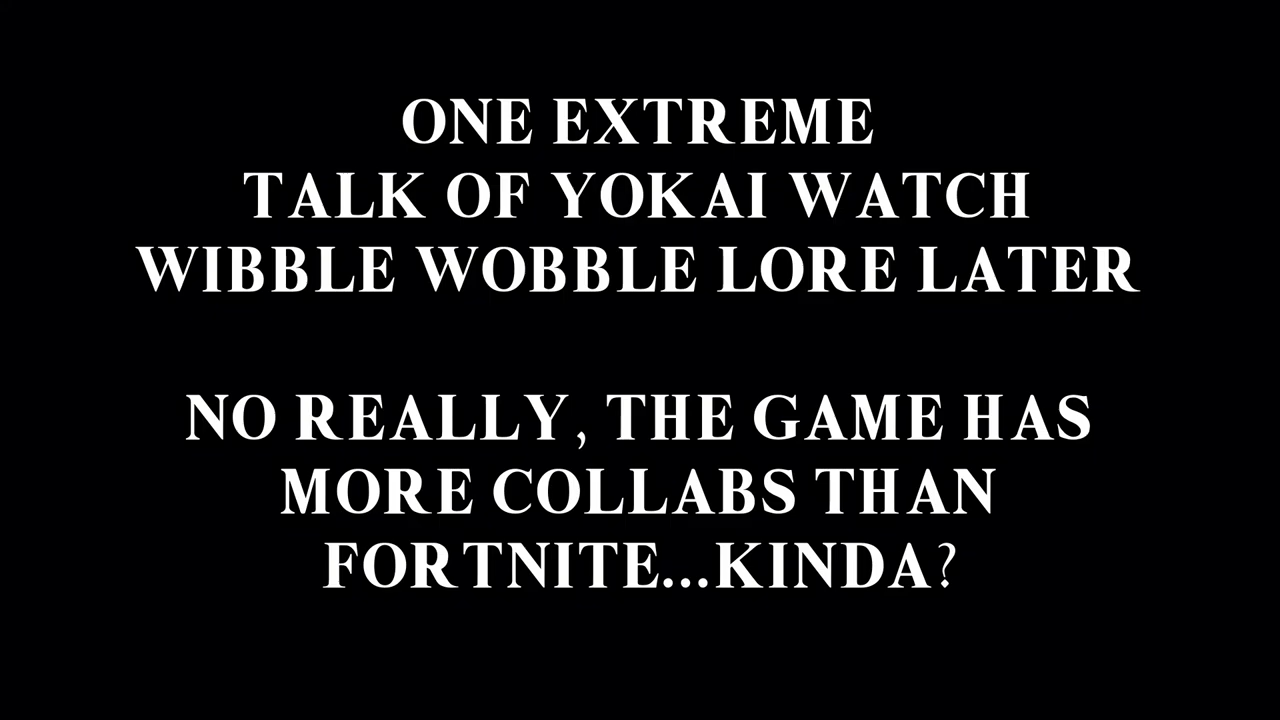 ONE EXTREME
TALK OF YOKAI WATCH
WIBBLE WOBBLE LORE LATER
NO REALLY, THE GAME HAS
MORE COLLABS THAN
FORTNITE...KINDA?